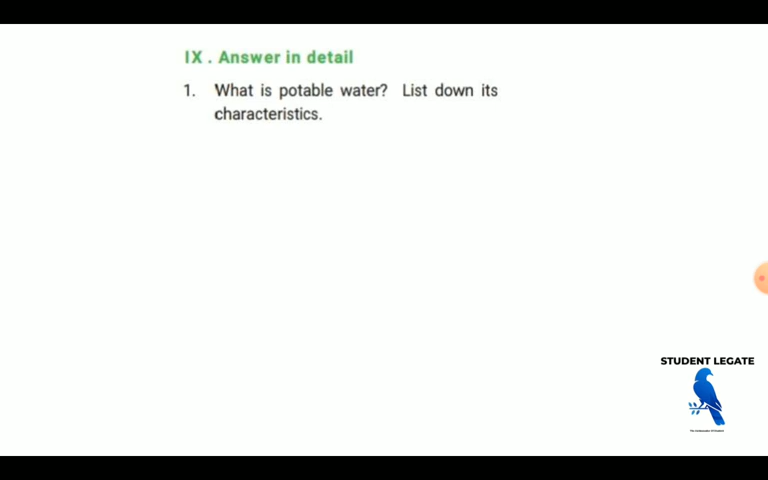 IX . Answer in detail
1. What is potable water? List down its
characteristics.
STUDENT LEGATE